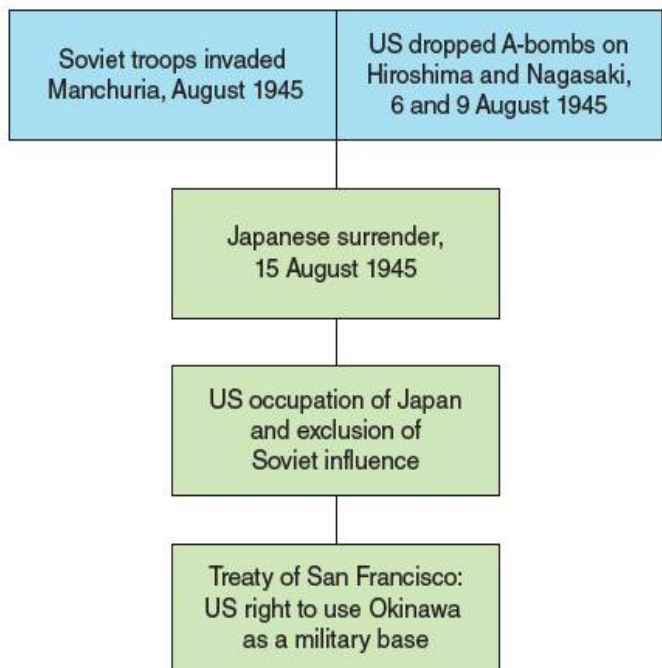 Soviet troops invaded
Manchuria, August 1945
US dropped A-bombs on
Hiroshima and Nagasaki,
6 and 9 August 1945
Japanese surrender,
15 August 1945
US occupation of Japan
and exclusion of
Soviet influence
Treaty of San Francisco:
US right to use Okinawa
as a military base